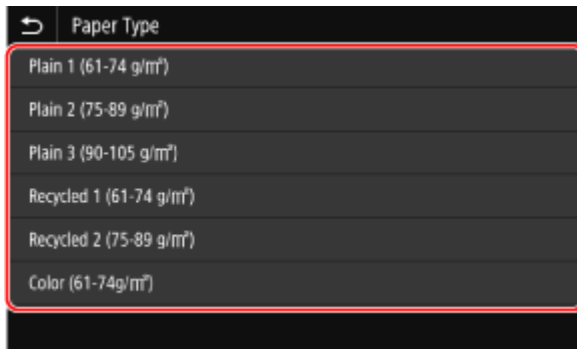 Paper Type
Plain 1 (61-74 g/m²)
Plain 2 (75-89 g/m²)
Plain 3 (90-105 g/m²)
Recycled 1 (61-74 g/m²)
Recycled 2 (75-89 g/m²)
Color (61-74g/m²)